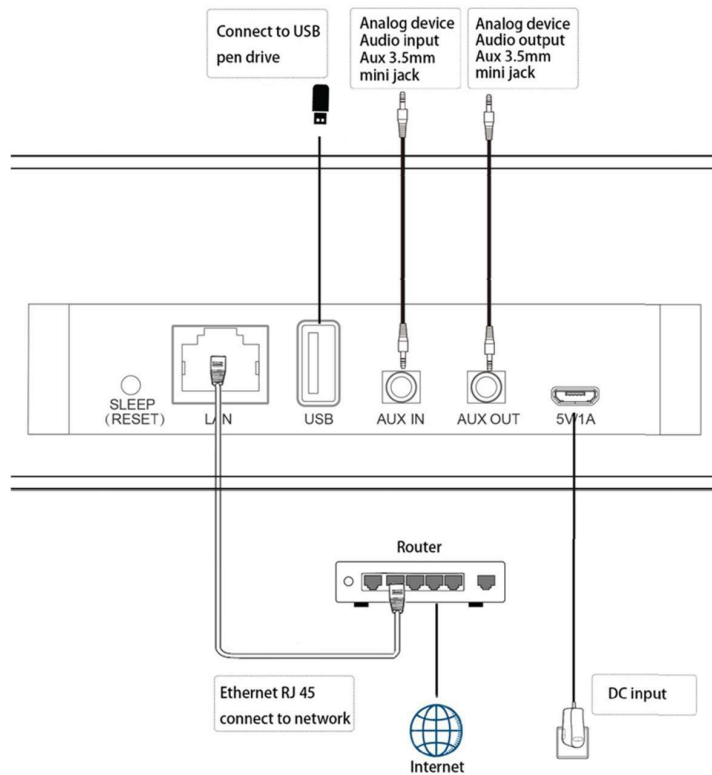 Connect to USB
pen drive
Analog device
Audio input
Aux 3.5mm
mini jack
Analog device
Audio output
Aux 3.5mm
mini jack
SLEEP
(RESET)
LAN
USB
AUX IN
AUX OUT
5V/1A
Router
Ethernet RJ 45
connect to network
DC input
Internet